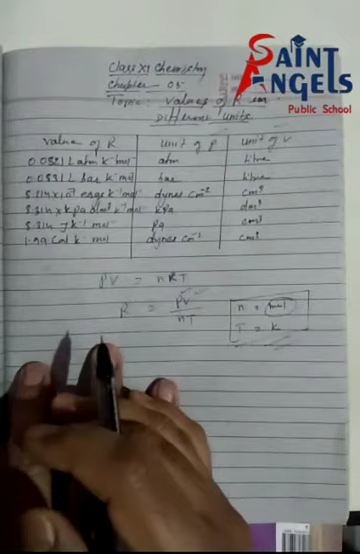 SAINT
ANGELS
Public School
Class XI Chemistry
Chapter - 05
Topic: Values of R in
Different units
Value of R | Unit of P | Unit of V
0.0821 L atm K⁻¹ mol⁻¹ | atm | Litre
0.0831 L bar K⁻¹ mol⁻¹ | bar | Litre
8.314 x 10⁷ ergs K⁻¹ mol⁻¹ | dynes cm⁻² | cm³
8.314 x kPa dm³ K⁻¹ mol⁻¹ | kPa | dm³
8.314 J K⁻¹ mol⁻¹ | Pa
1.99 Cal K⁻¹ mol⁻¹ | dynes cm⁻² | cm³
PV = nRT
R = PV / nT
n = mol
T = K